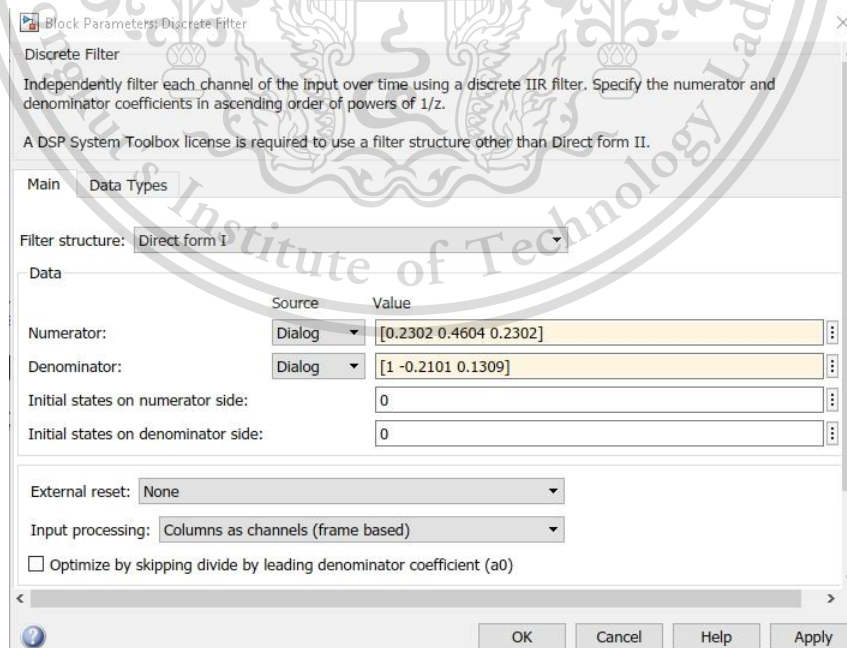 Block Parameters: Discrete Filter
Discrete Filter
Independently filter each channel of the input over time using a discrete IIR filter. Specify the numerator and
denominator coefficients in ascending order of powers of 1/z.
A DSP System Toolbox license is required to use a filter structure other than Direct form II.
Main Data Types
Institute of Technology
Filter structure: Direct form I
Data
Source Value
Numerator: Dialog [0.2302 0.4604 0.2302]
Denominator: Dialog [1 -0.2101 0.1309]
Initial states on numerator side: 0
Initial states on denominator side: 0
External reset: None
Input processing: Columns as channels (frame based)
Optimize by skipping divide by leading denominator coefficient (a0)
OK Cancel Help Apply